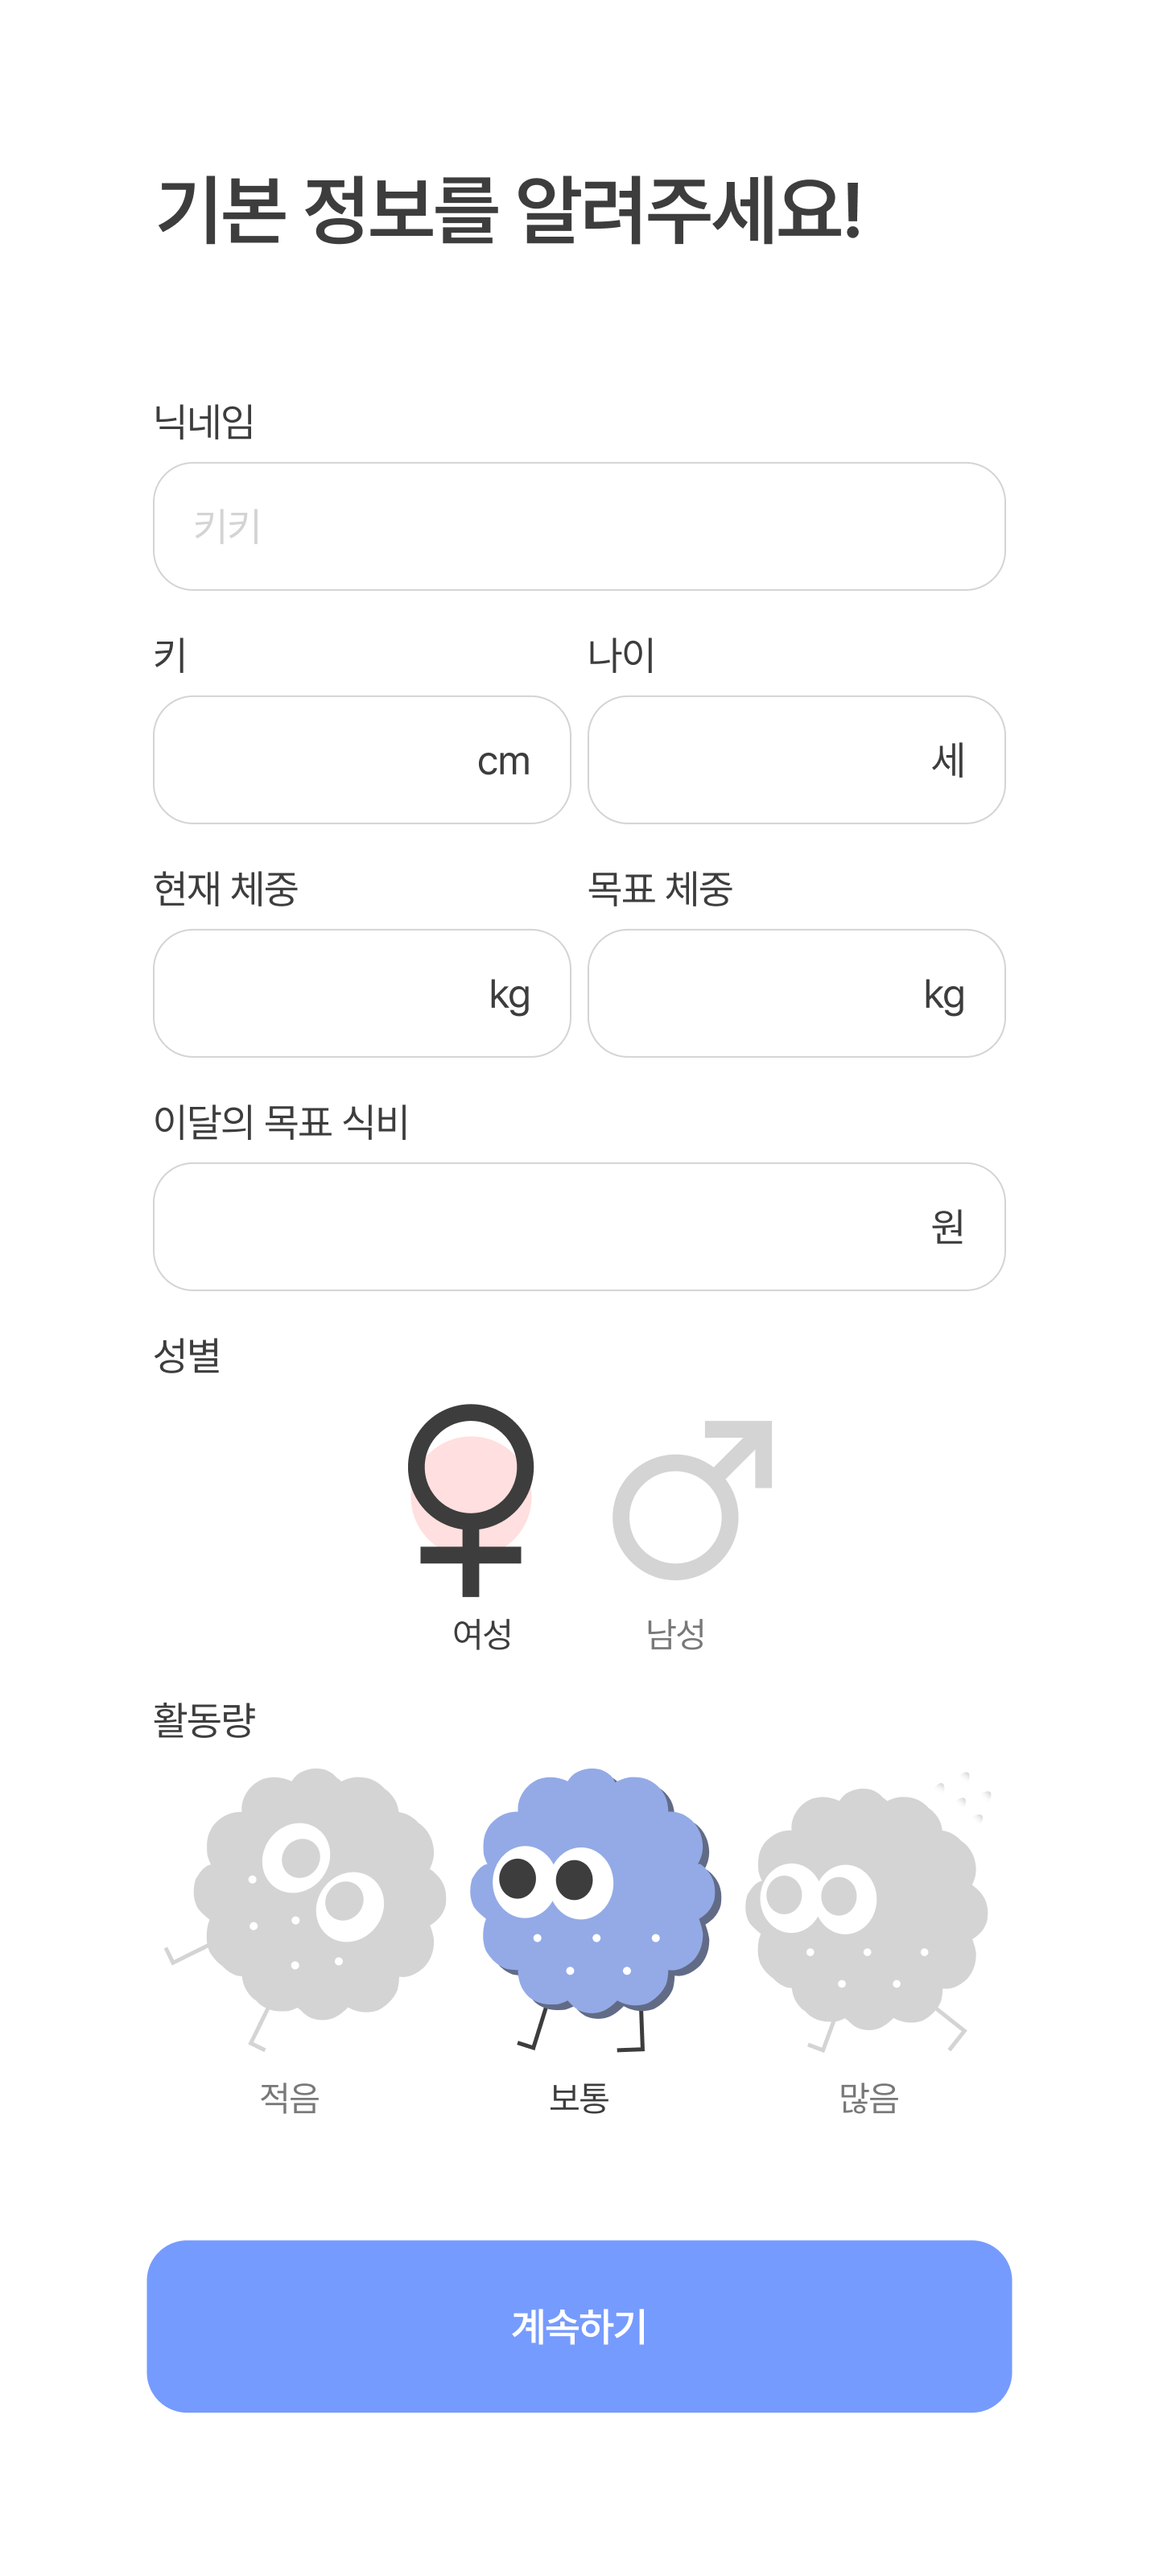 기본 정보를 알려주세요!
닉네임
키키
키 나이
cm 세
현재 체중 목표 체중
kg kg
이달의 목표 식비
원
성별
여성 남성
활동량
적음 보통 많음
계속하기